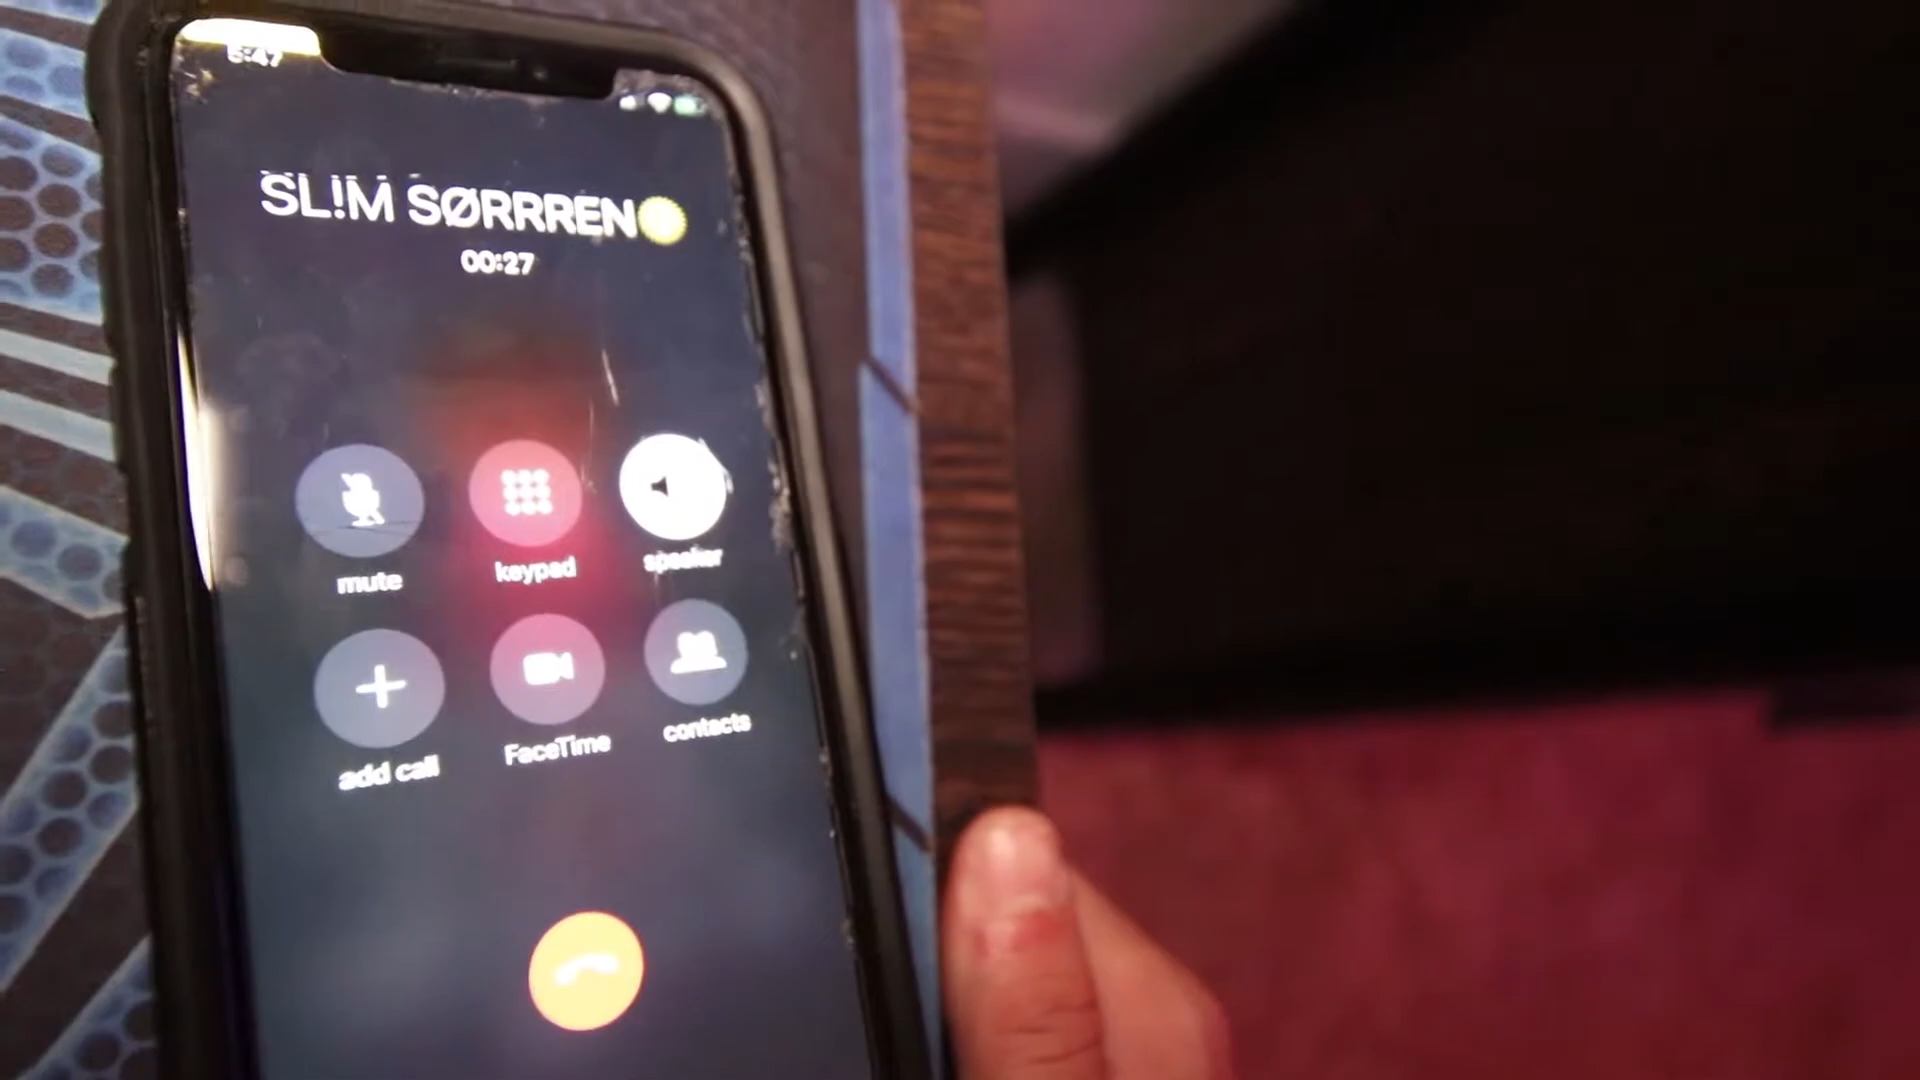 5:47
SL!M SØRRREN
00:27
mute
keypad
speaker
add call
FaceTime
contacts